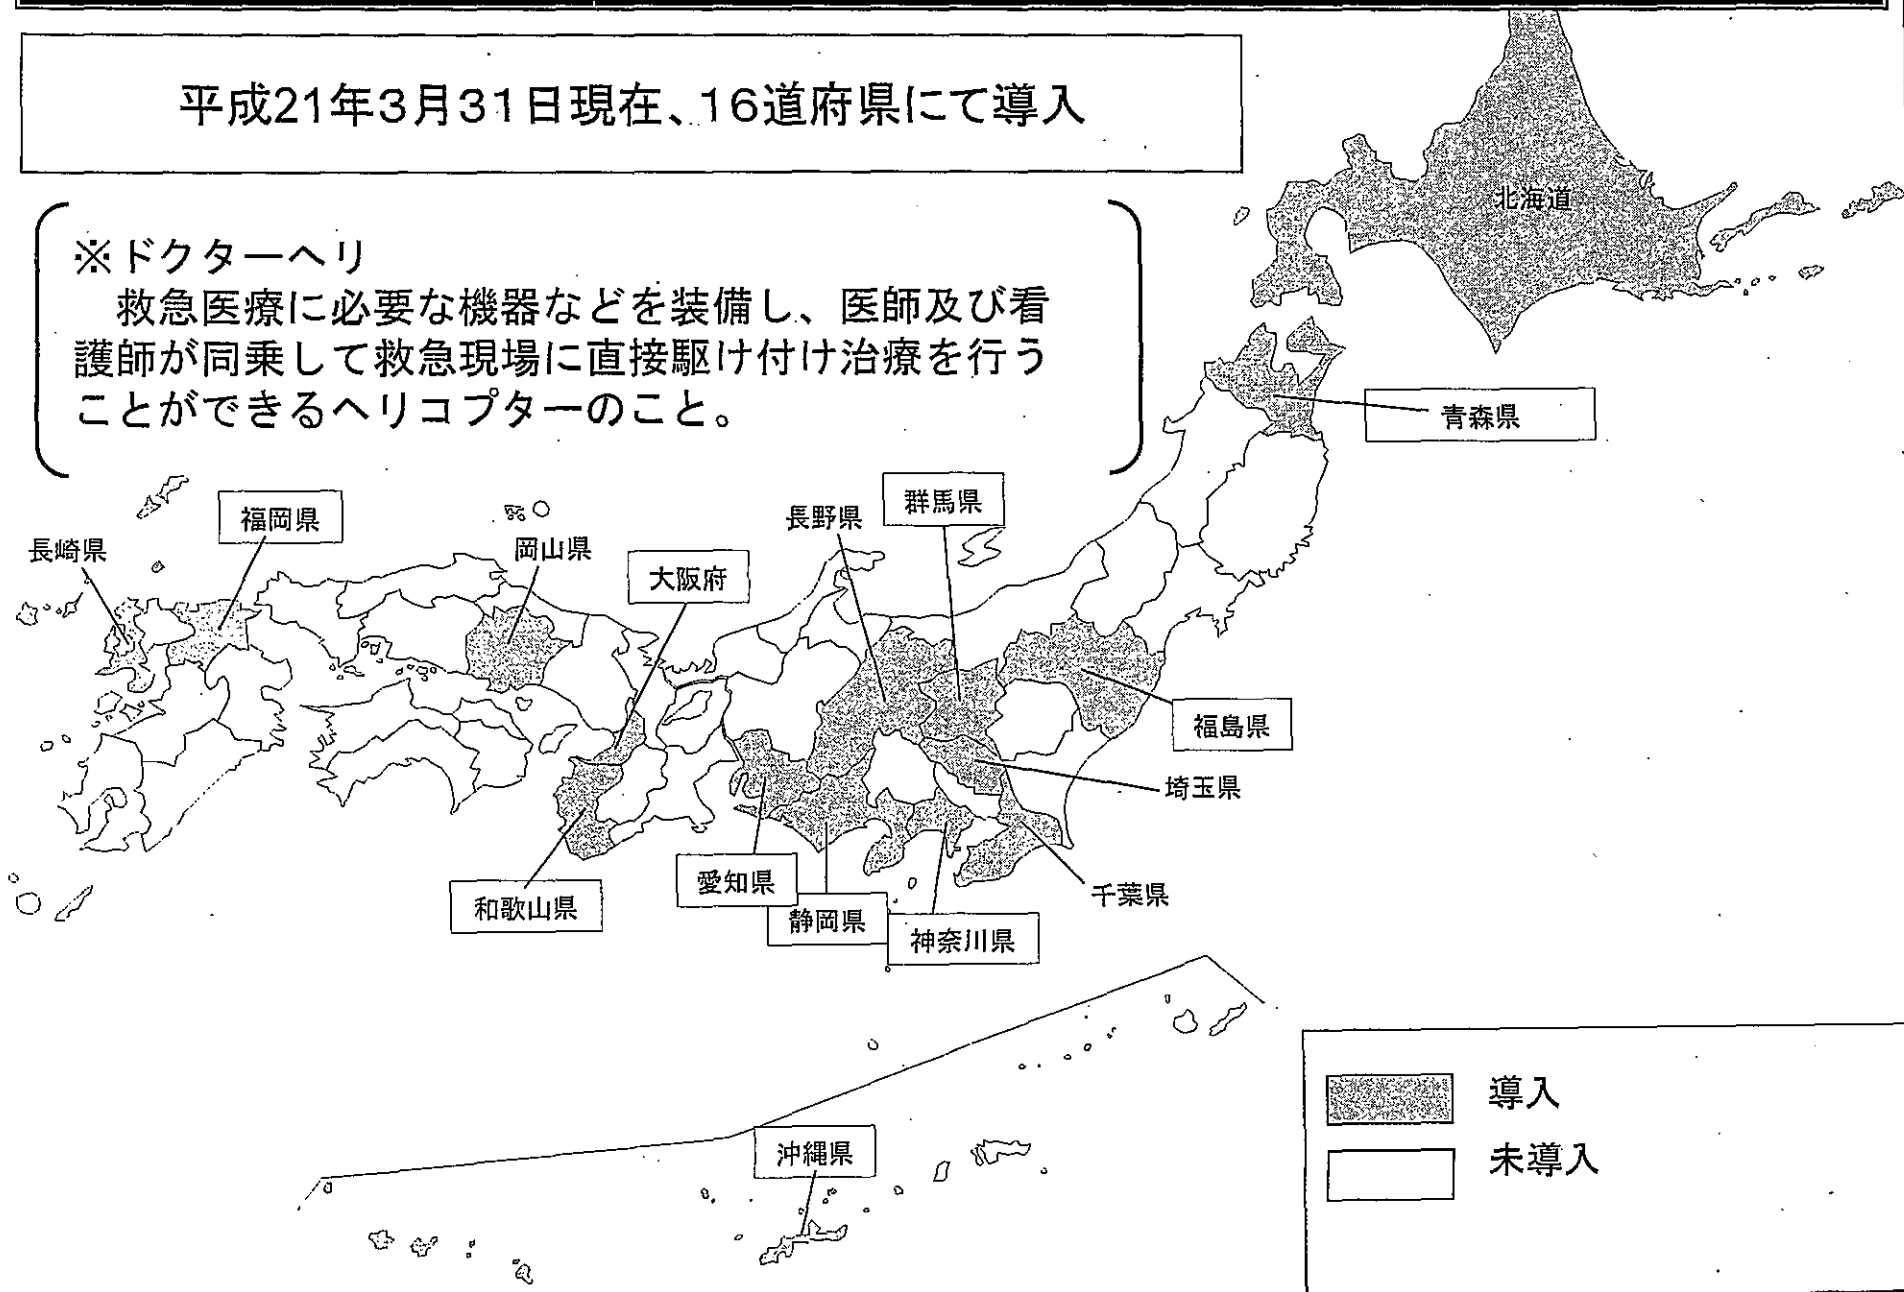 平成21年3月31日現在、16道府県にて導入
※ドクターヘリ
救急医療に必要な機器などを装備し、医師及び看
護師が同乗して救急現場に直接駆け付け治療を行う
ことができるヘリコプターのこと。
北海道
青森県
福岡県
長崎県
岡山県
大阪府
長野県
群馬県
福島県
埼玉県
千葉県
愛知県
和歌山県
静岡県
神奈川県
沖縄県
導入
未導入